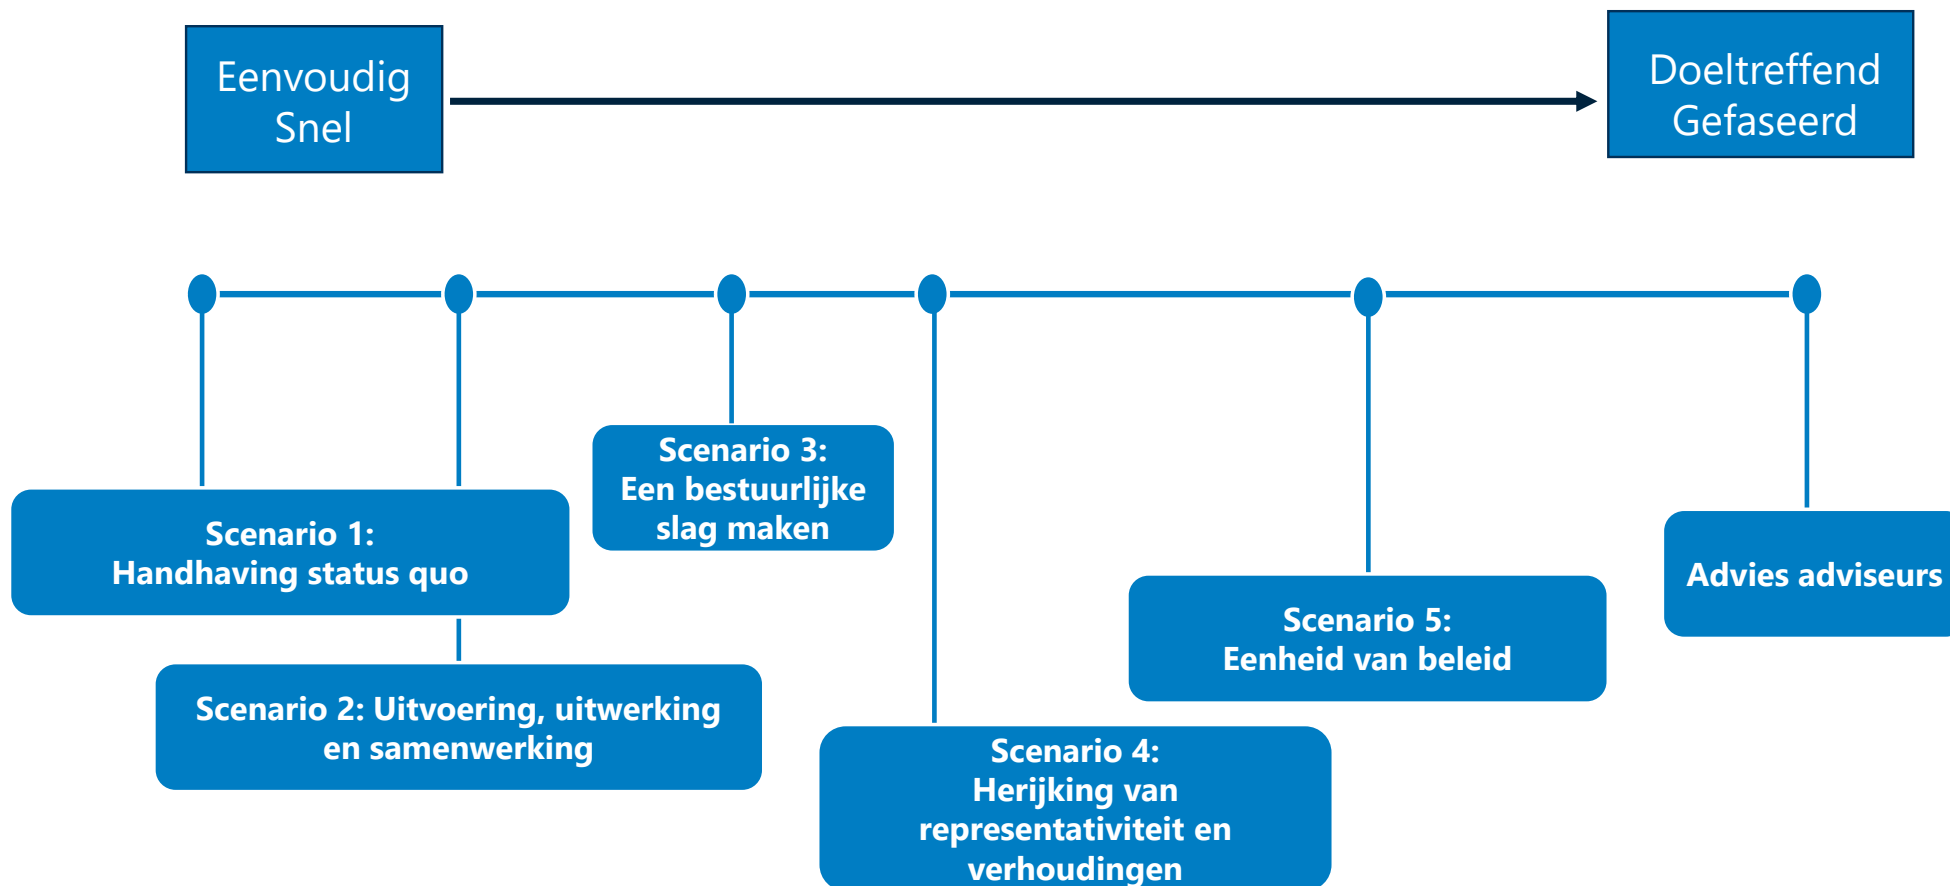 Eenvoudig
Snel
Doeltreffend
Gefaseerd
Scenario 1:
Handhaving status quo
Scenario 2: Uitvoering, uitwerking
en samenwerking
Scenario 3:
Een bestuurlijke
slag maken
Scenario 4:
Herijking van
representativiteit en
verhoudingen
Scenario 5:
Eenheid van beleid
Advies adviseurs